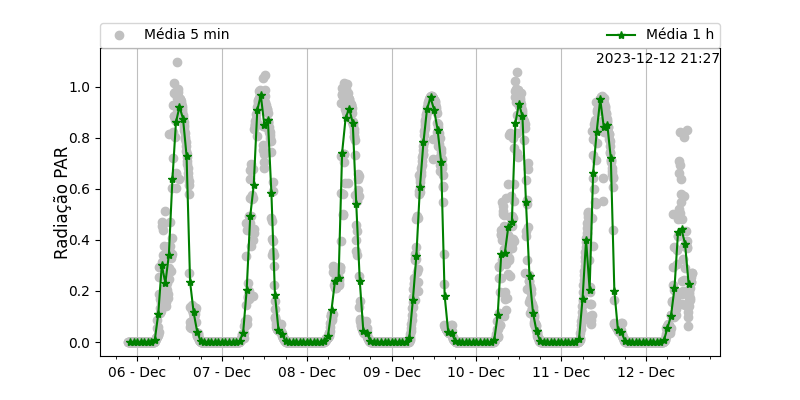 Média 5 min
Média 1 h
2023-12-12 21:27
Radiação PAR
1.0
0.8
0.6
0.4
0.2
0.0
06 - Dec
07 - Dec
08 - Dec
09 - Dec
10 - Dec
11 - Dec
12 - Dec